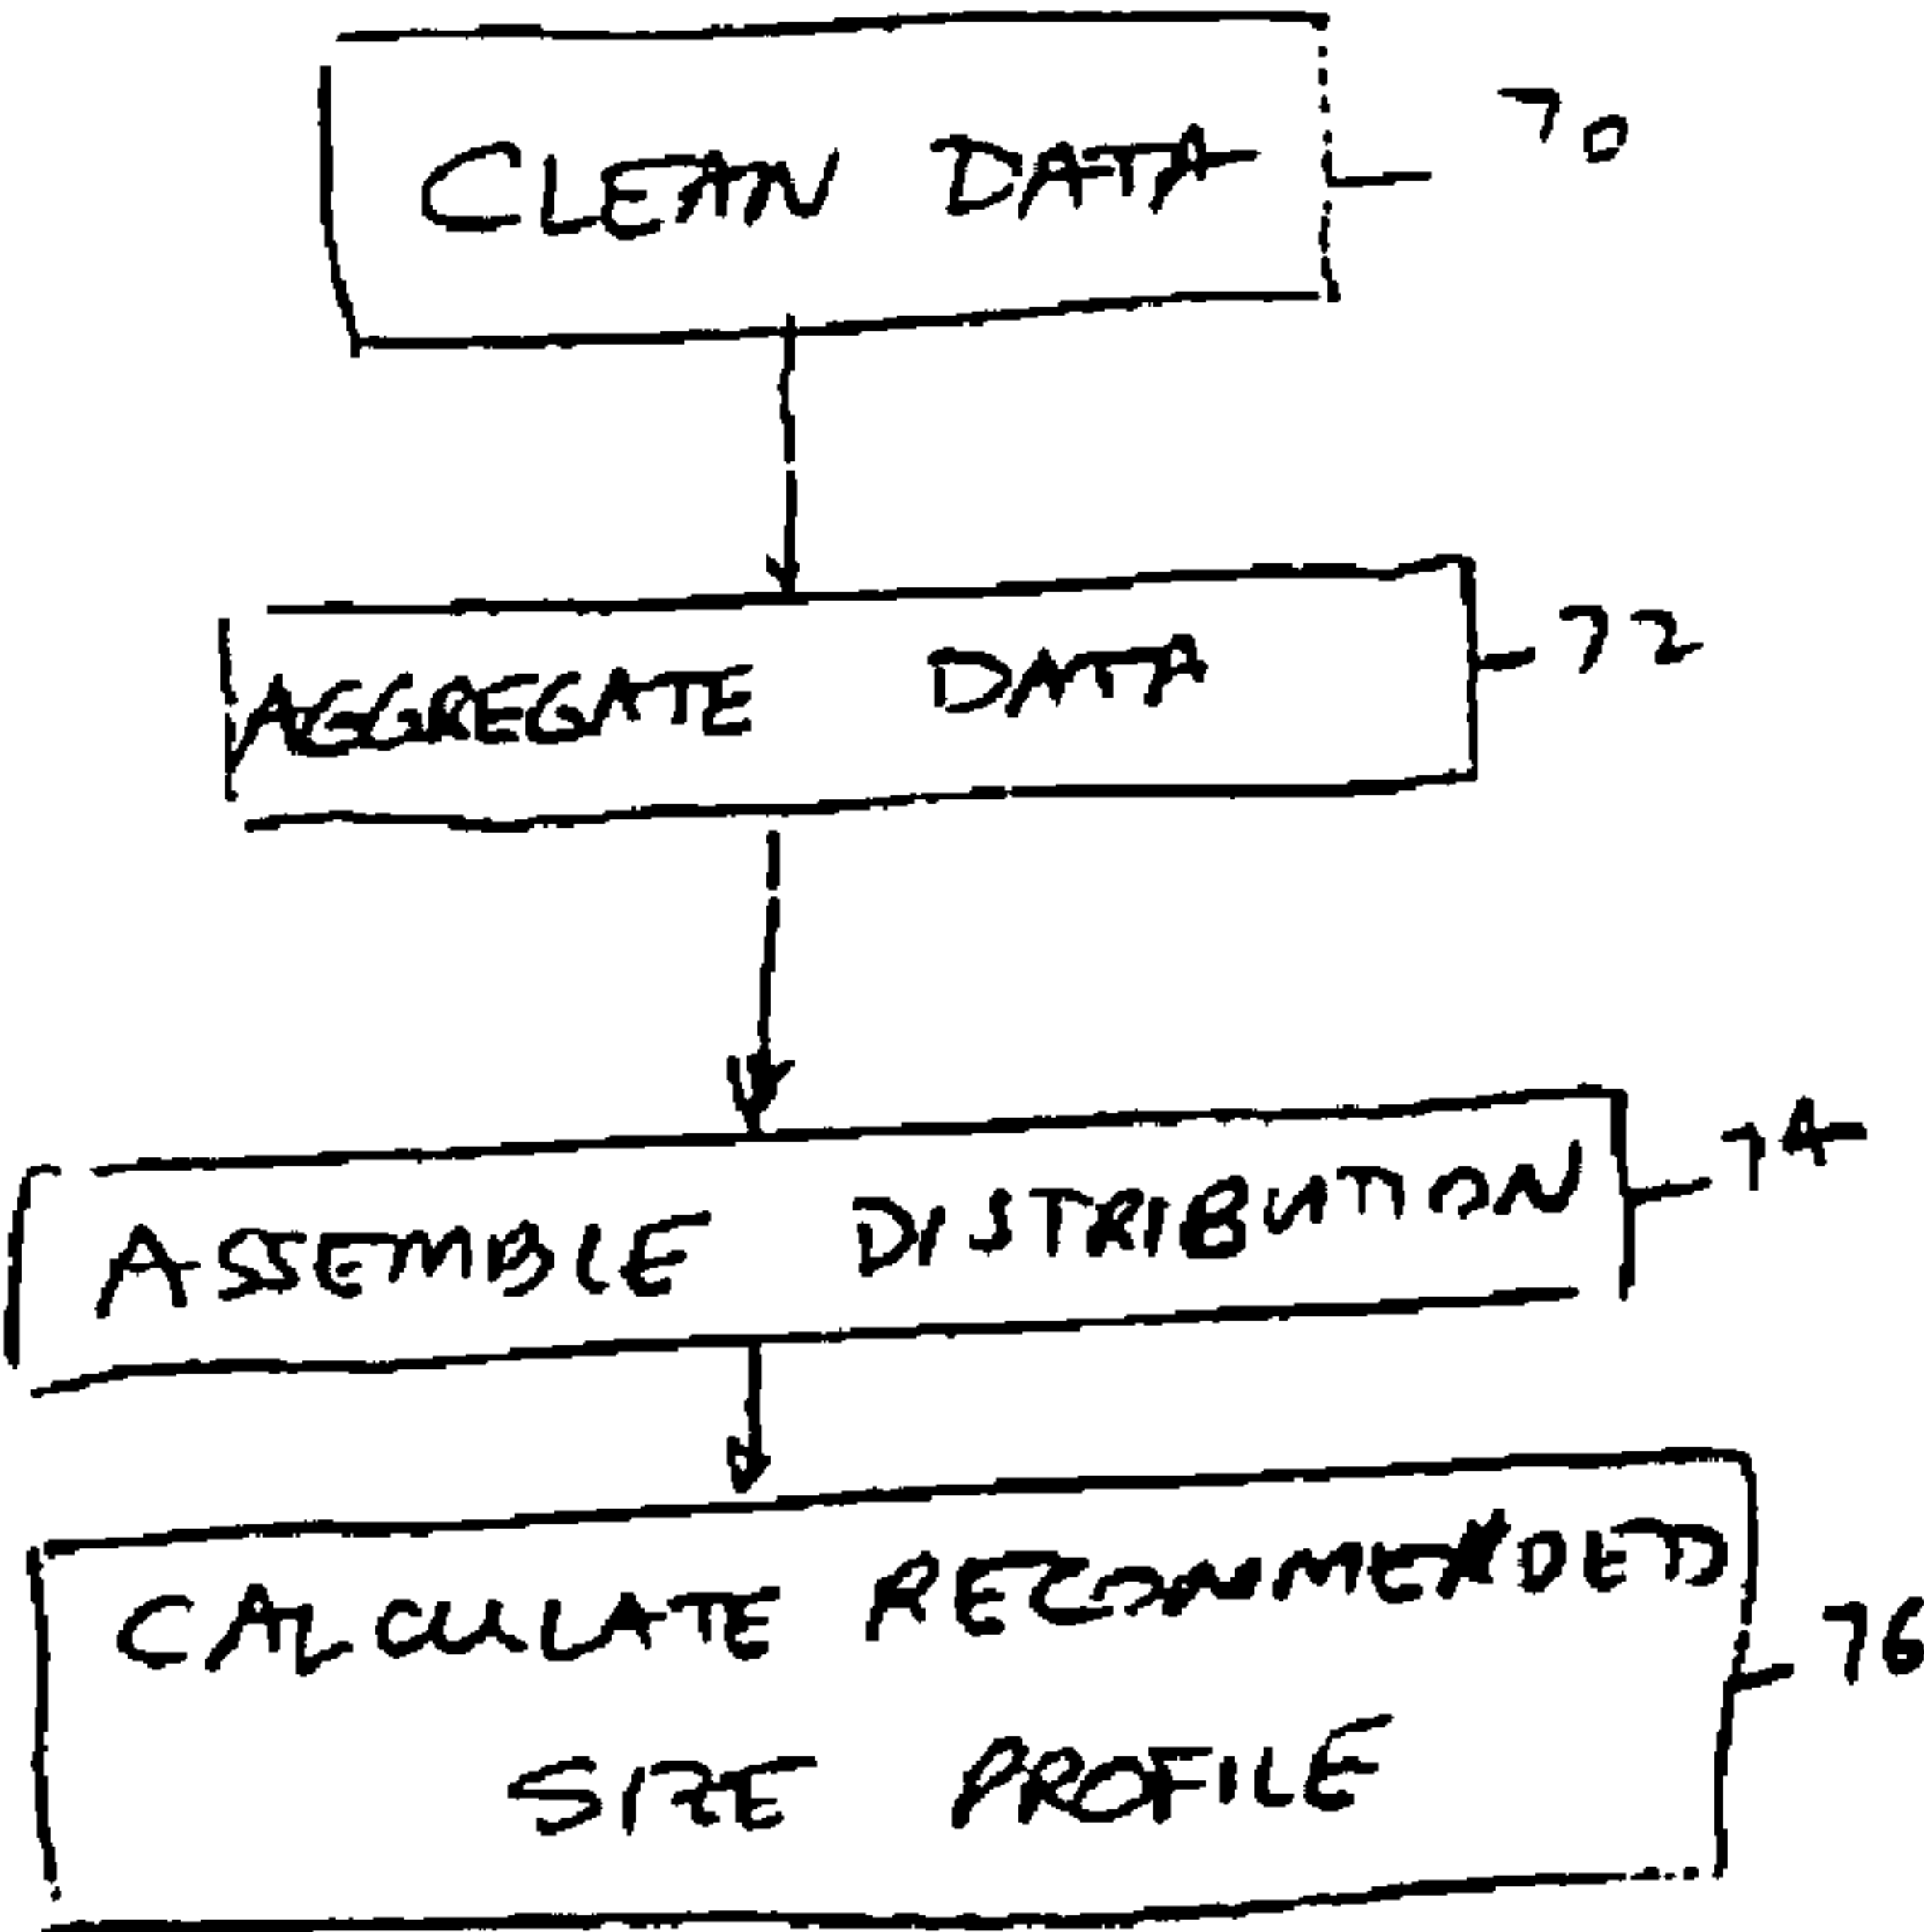 CLEAN DATA
70
AGGREGATE DATA
72
ASSEMBLE DISTRIBUTION
74
CALCULATE RECOMMENDED
76
SIZE PROFILE